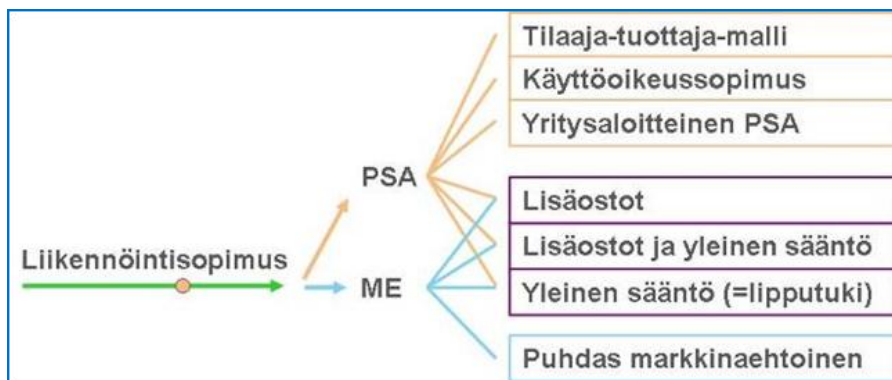 Tilaaja-tuottaja-malli
Käyttöoikeussopimus
Yritysaloitteinen PSA
PSA
Lisäostot
Lisäostot ja yleinen sääntö
Liikennöintisopimus
ME
Yleinen sääntö (=lipputuki)
Puhdas markkinaehtoinen